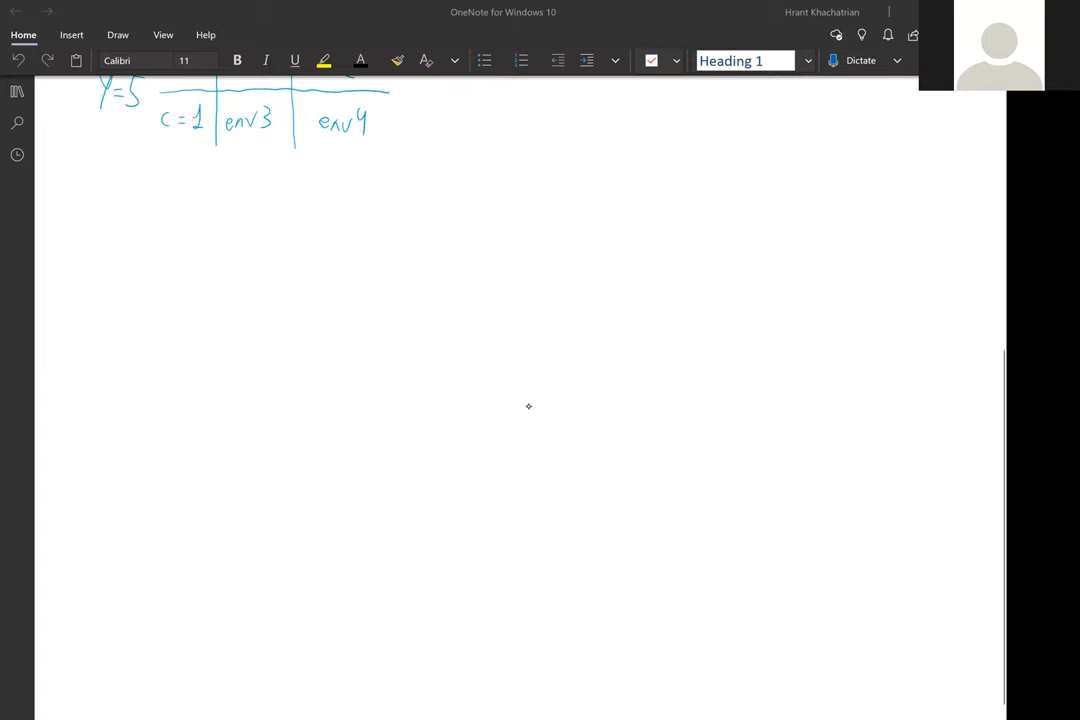 OneNote for Windows 10
Hrant Khachatrian
Home Insert Draw View Help
Calibri 11 B I U A Heading 1 Dictate
y=5
c=1 env3 env4